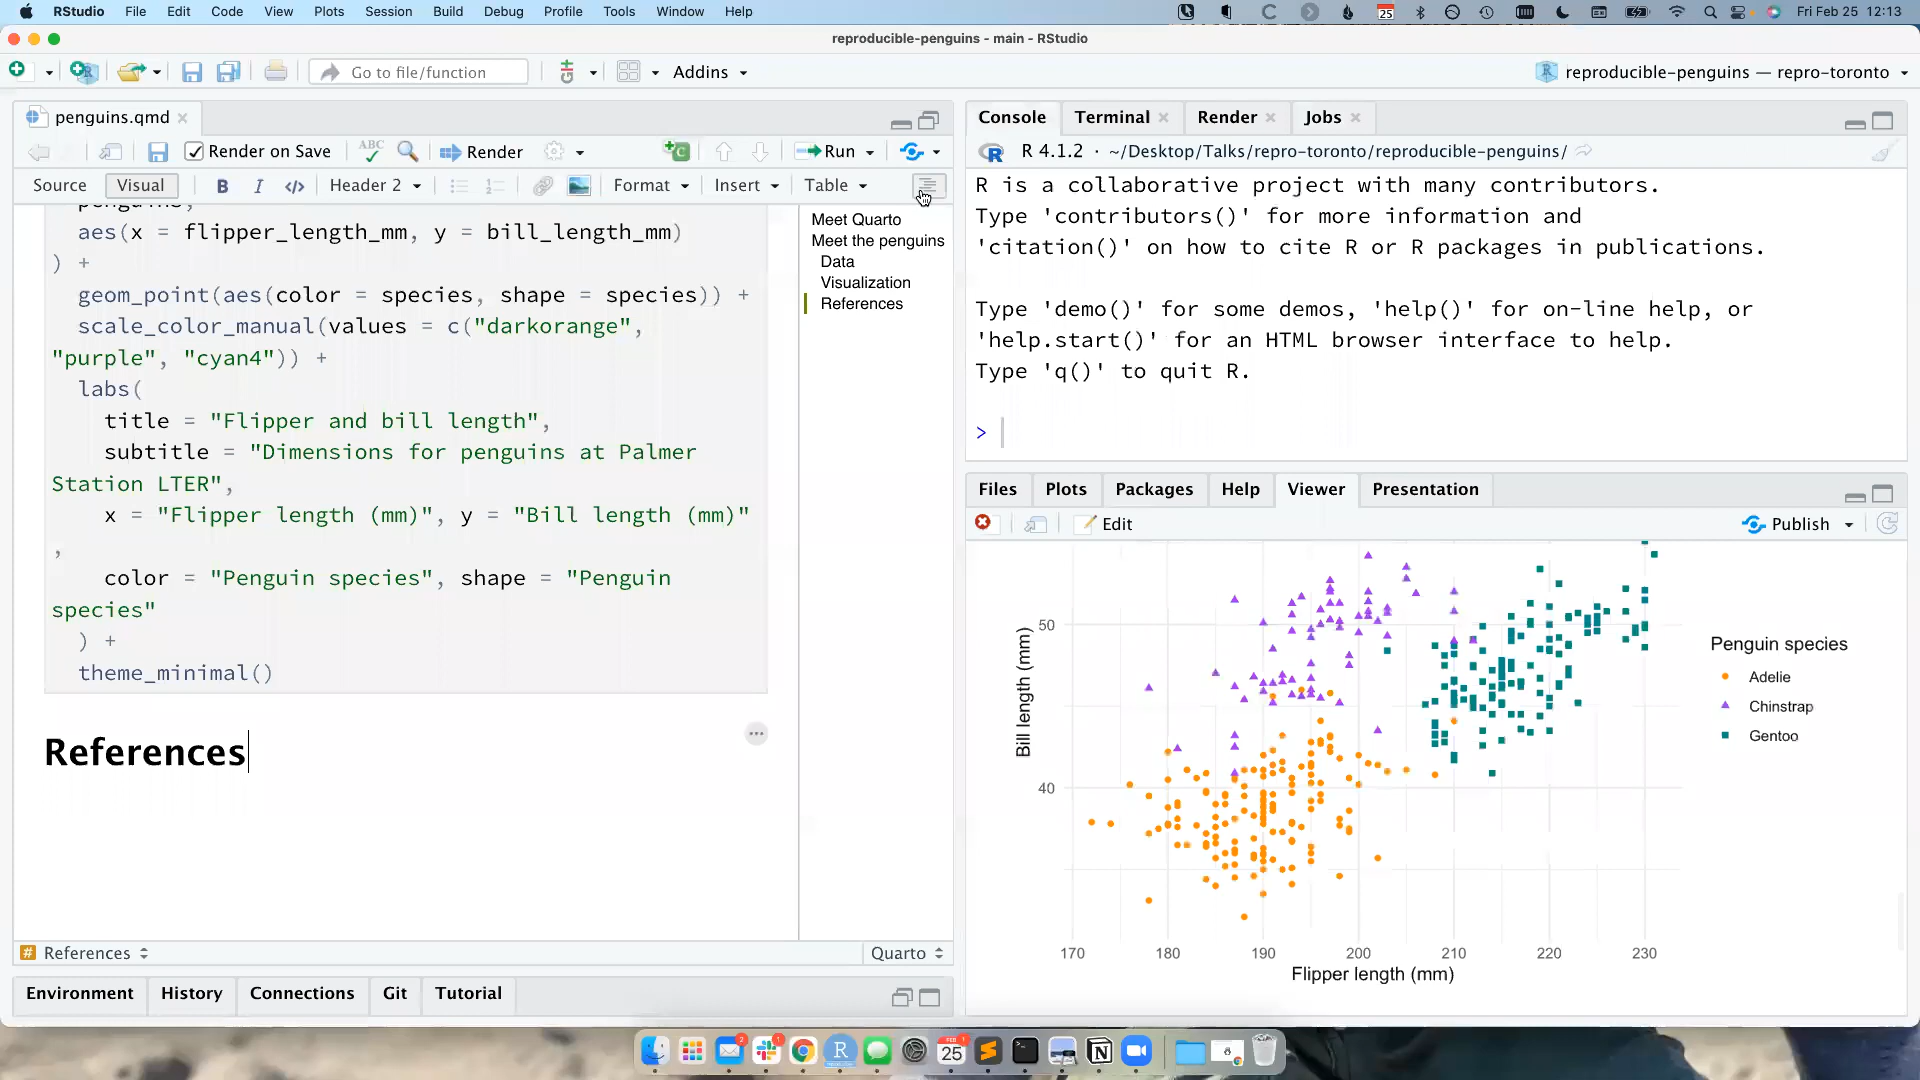 RStudio File Edit Code View Plots Session Build Debug Profile Tools Window Help 25 Fri Feb 25 12:13
reproducible-penguins - main - RStudio
Go to file/function Addins reproducible-penguins — repro-toronto
penguins.qmd
Render on Save ABC Render Run
Source Visual B I </> Header 2 Format Insert Table
penguins,
aes(x = flipper_length_mm, y = bill_length_mm)
) +
geom_point(aes(color = species, shape = species)) +
scale_color_manual(values = c("darkorange",
"purple", "cyan4")) +
labs(
title = "Flipper and bill length",
subtitle = "Dimensions for penguins at Palmer
Station LTER",
x = "Flipper length (mm)", y = "Bill length (mm)"
,
color = "Penguin species", shape = "Penguin
species"
) +
theme_minimal()
References
Meet Quarto
Meet the penguins
Data
Visualization
References
# References Quarto
Environment History Connections Git Tutorial
Console Terminal Render Jobs
R 4.1.2 · ~/Desktop/Talks/repro-toronto/reproducible-penguins/
R is a collaborative project with many contributors.
Type 'contributors()' for more information and
'citation()' on how to cite R or R packages in publications.
Type 'demo()' for some demos, 'help()' for on-line help, or
'help.start()' for an HTML browser interface to help.
Type 'q()' to quit R.
>
Files Plots Packages Help Viewer Presentation
Edit Publish
Bill length (mm)
50
40
170 180 190 200 210 220 230
Flipper length (mm)
Penguin species
Adelie
Chinstrap
Gentoo
2 1 R FEB 25 1